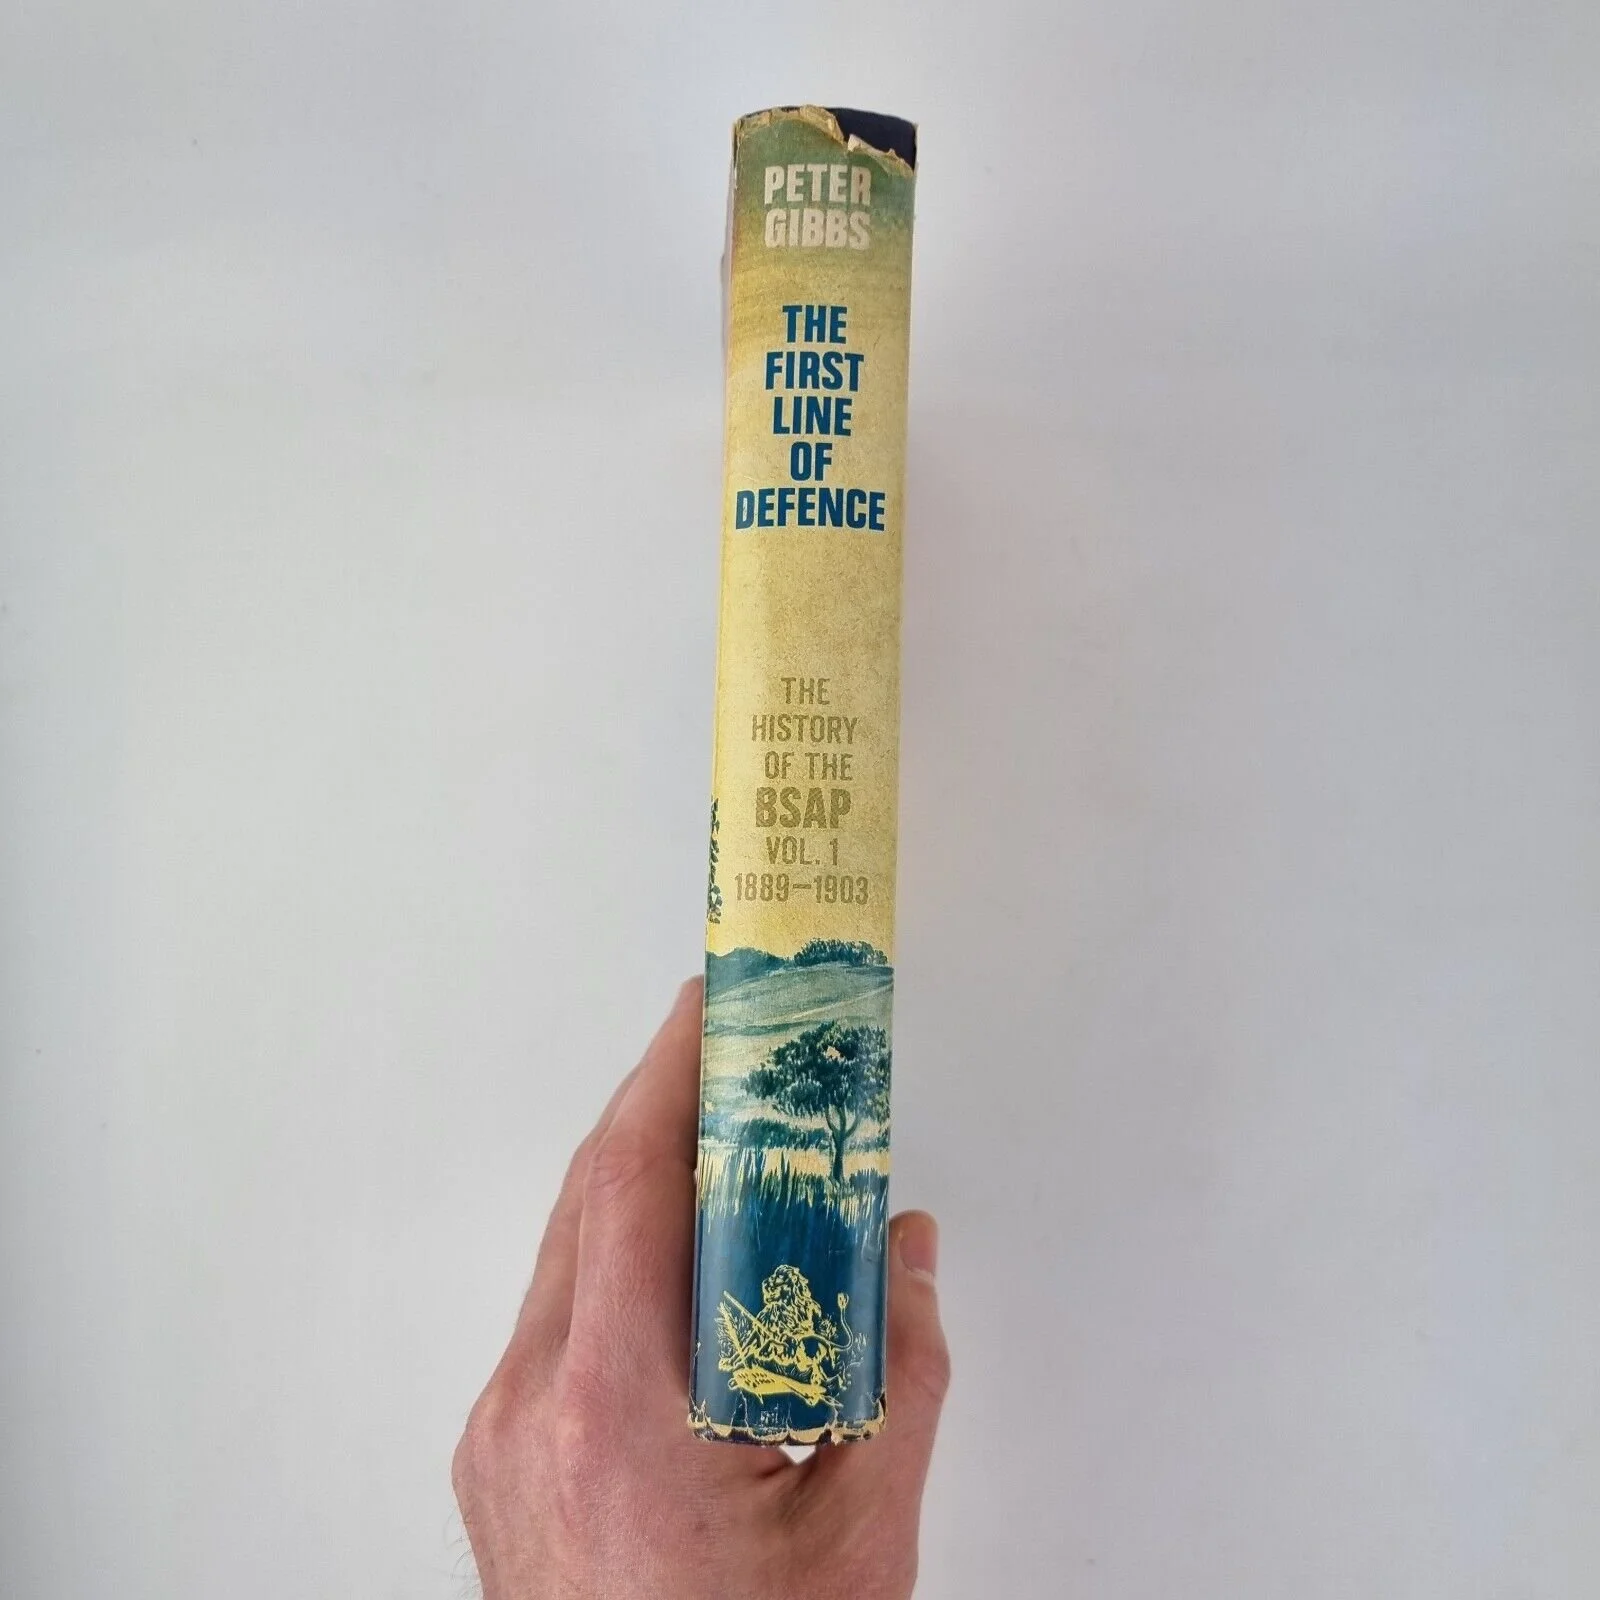 PETER
GIBBS
THE
FIRST
LINE
OF
DEFENCE
THE
HISTORY
OF THE
BSAP
VOL. 1
1889–1903